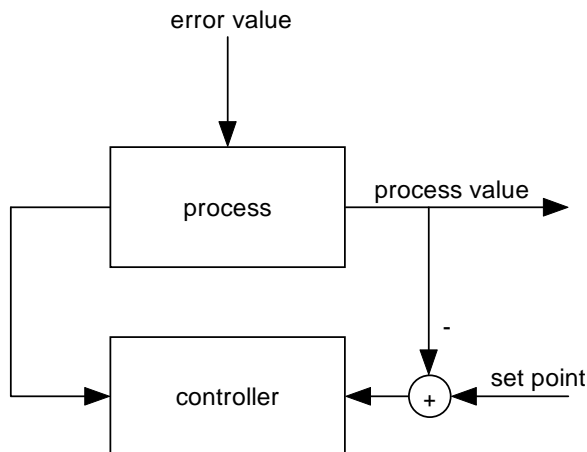 error value
process
process value
-
controller
+
set point